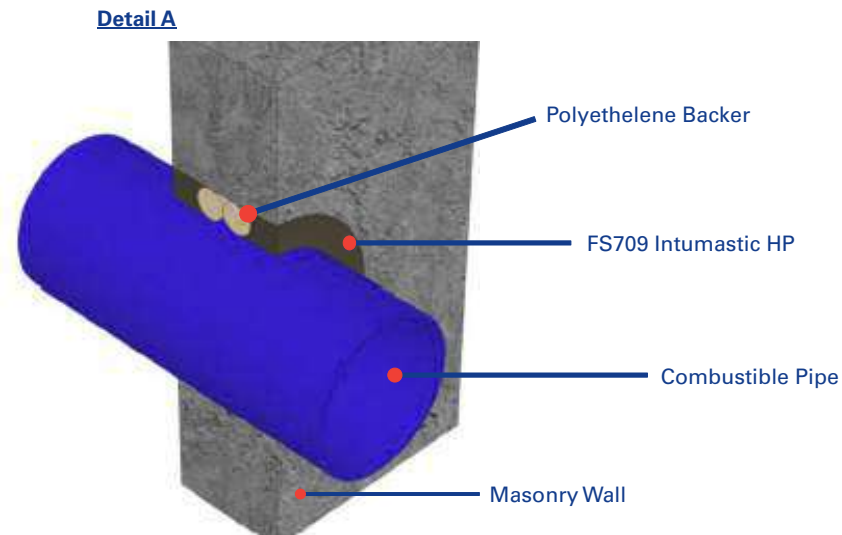 Detail A
Polyethelene Backer
FS709 Intumastic HP
Combustible Pipe
Masonry Wall